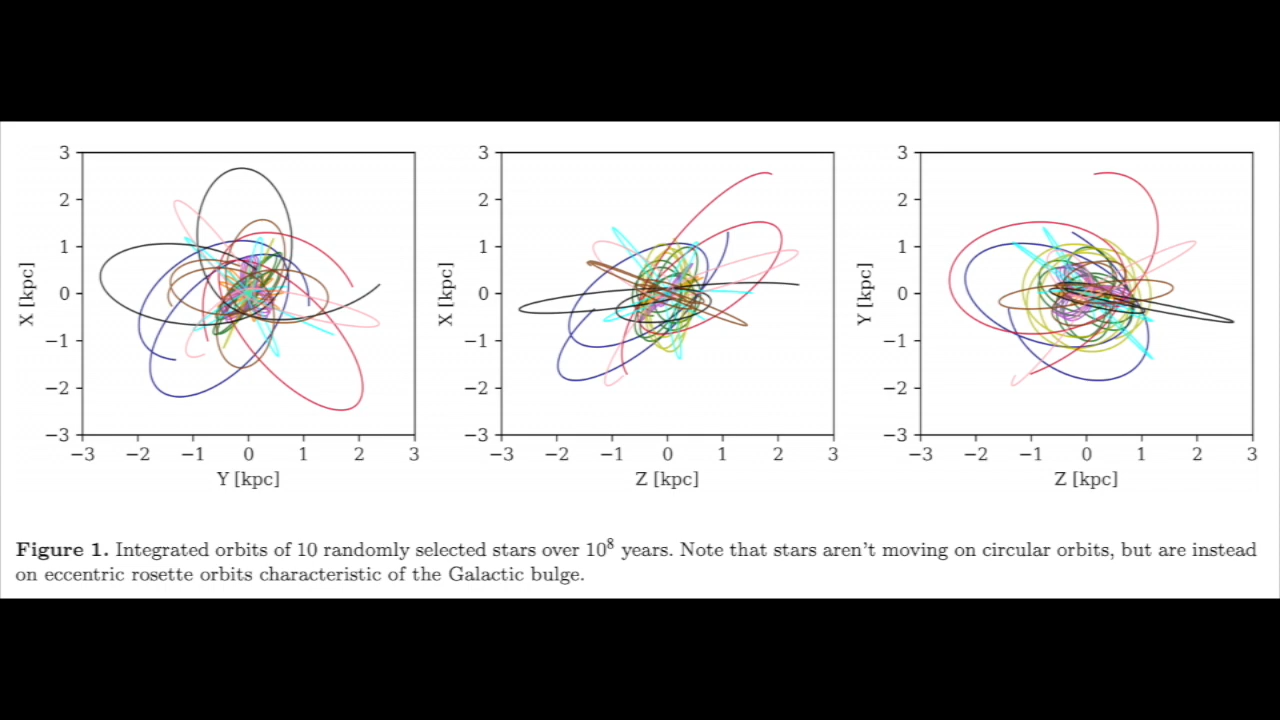 3
2
1
0
−1
−2
−3
X [kpc]
−3 −2 −1 0 1 2 3
Y [kpc]
3
2
1
0
−1
−2
−3
X [kpc]
−3 −2 −1 0 1 2 3
Z [kpc]
3
2
1
0
−1
−2
−3
Y [kpc]
−3 −2 −1 0 1 2 3
Z [kpc]
Figure 1. Integrated orbits of 10 randomly selected stars over 10⁸ years. Note that stars aren't moving on circular orbits, but are instead
on eccentric rosette orbits characteristic of the Galactic bulge.